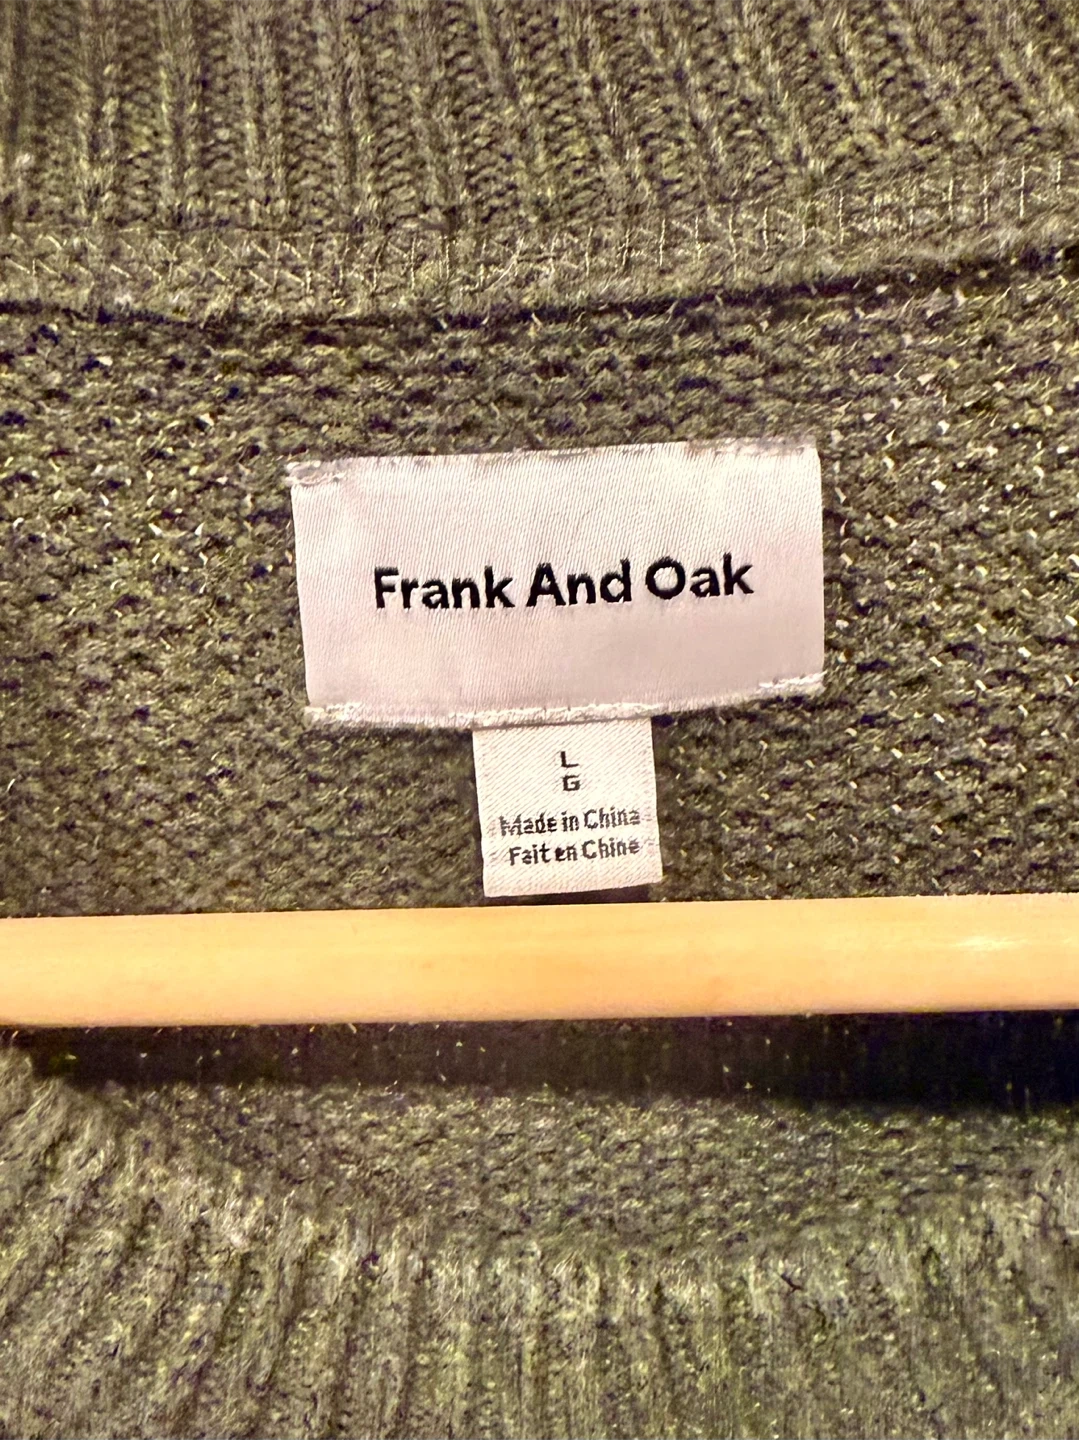 Frank And Oak
L
G
Made in China
Fait en Chine